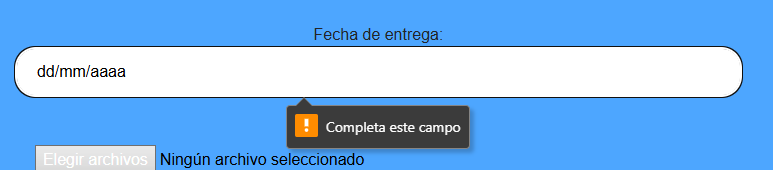 Fecha de entrega:
dd/mm/aaaa
! Completa este campo
Elegir archivos Ningún archivo seleccionado